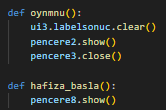 def oynmnu():
    ui3.labelsonuc.clear()
    pencere2.show()
    pencere3.close()

def hafiza_basla():
    pencere8.show()